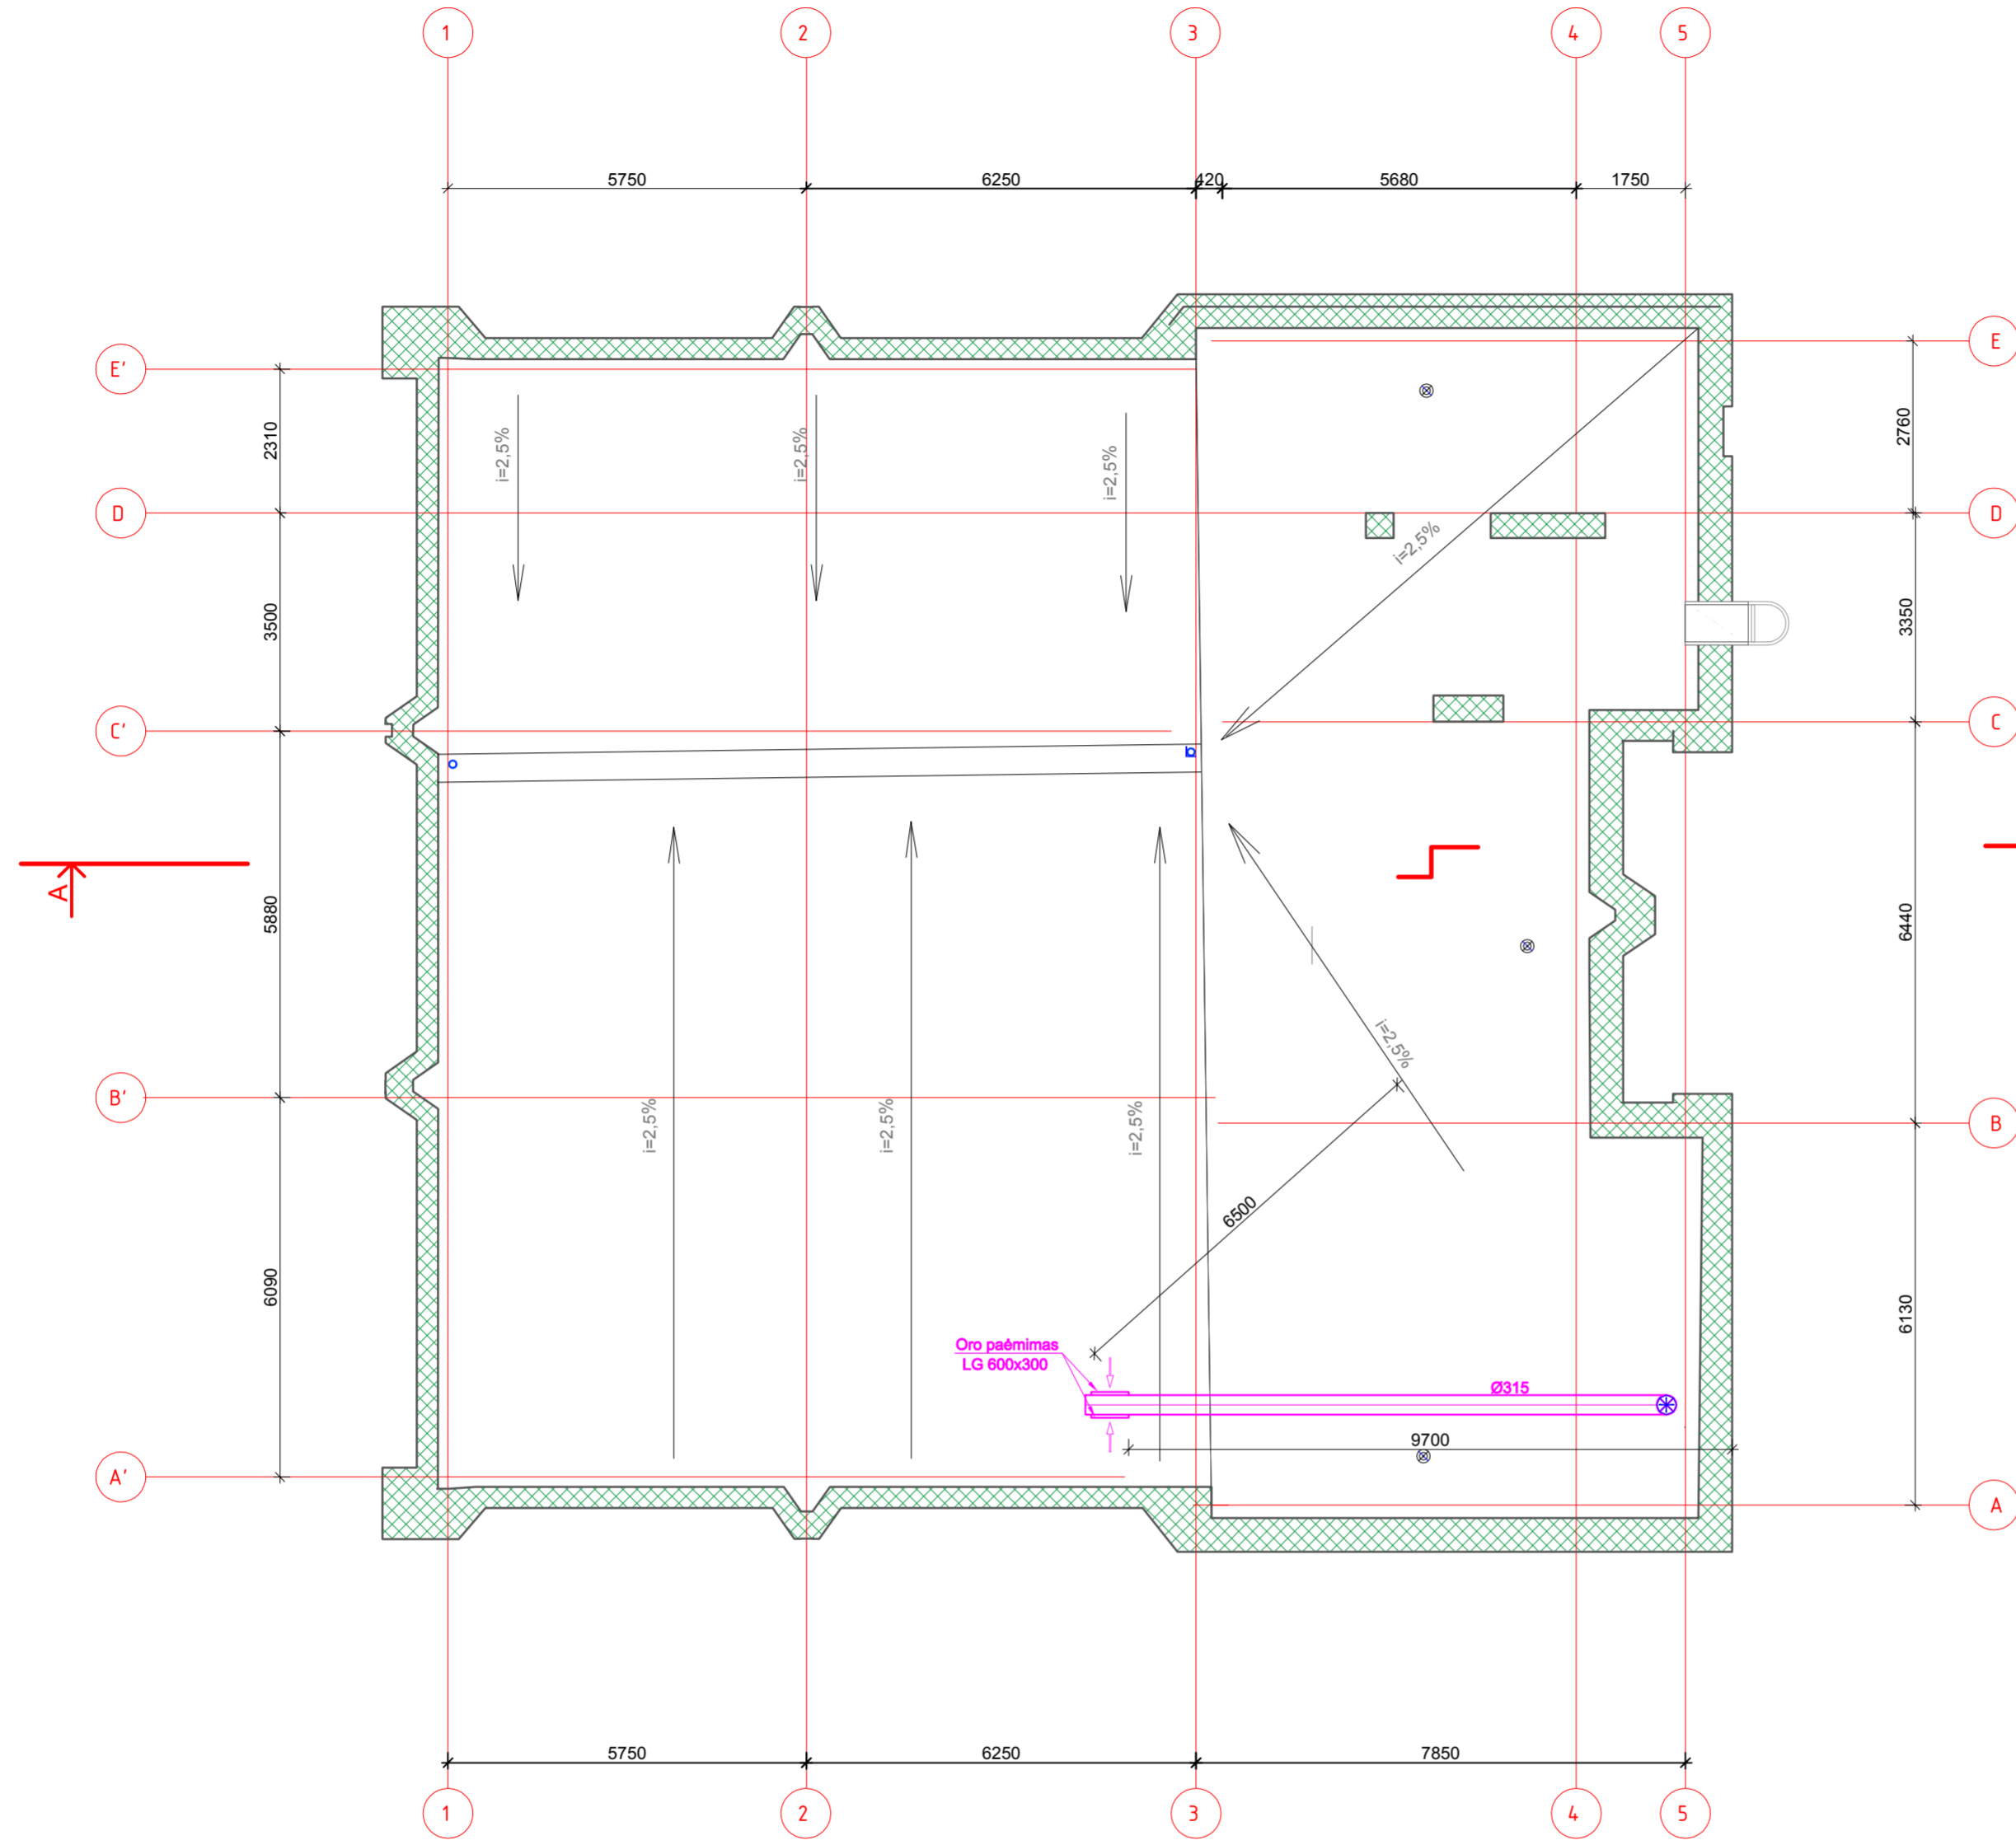 1 2 3 4 5
5750 6250 420 5680 1750
E' E
2310 i=2,5% i=2,5% i=2,5% 2760
D D
i=2,5%
3500 3350
C' C
A
5880 6440
i=2,5%
B' i=2,5% i=2,5% i=2,5% B
6500
6090 6130
Oro paėmimas
LG 600x300
Ø315
9700
A' A
5750 6250 7850
1 2 3 4 5